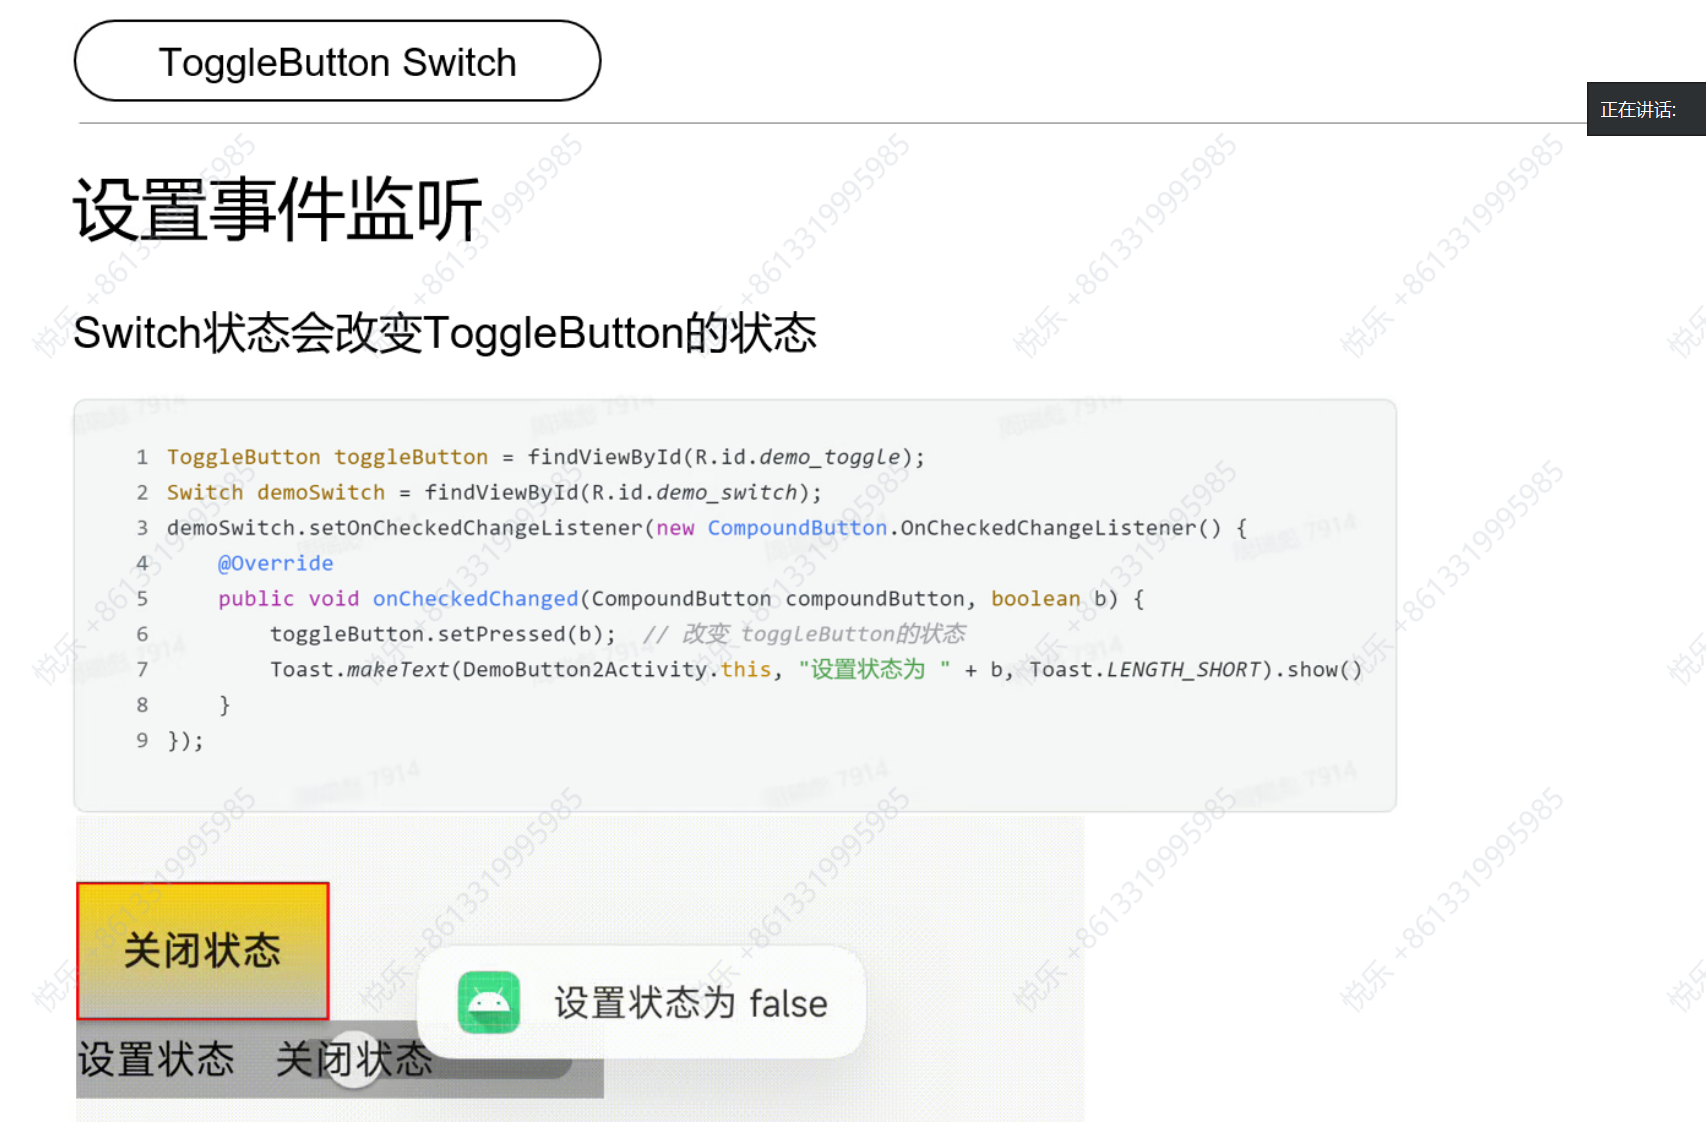 ToggleButton Switch
正在讲话:
设置事件监听
Switch状态会改变ToggleButton的状态
1 ToggleButton toggleButton = findViewById(R.id.demo_toggle);
2 Switch demoSwitch = findViewById(R.id.demo_switch);
3 demoSwitch.setOnCheckedChangeListener(new CompoundButton.OnCheckedChangeListener() {
4 @Override
5 public void onCheckedChanged(CompoundButton compoundButton, boolean b) {
6 toggleButton.setPressed(b); // 改变 toggleButton的状态
7 Toast.makeText(DemoButton2Activity.this, "设置状态为 " + b, Toast.LENGTH_SHORT).show()
8 }
9 });
关闭状态
设置状态为 false
设置状态 关闭状态
悦乐 +8613319995985